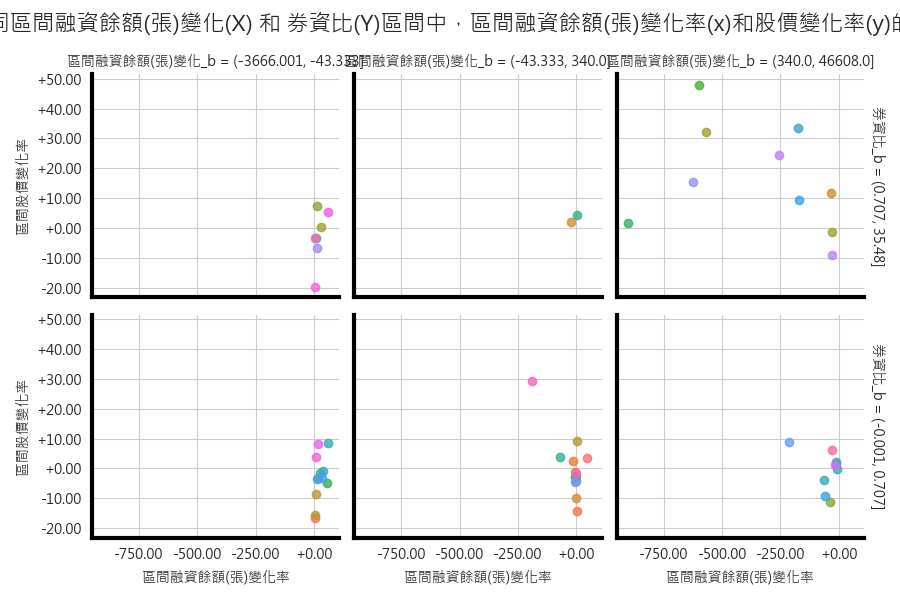 同區間融資餘額(張)變化(X) 和 券資比(Y)區間中，區間融資餘額(張)變化率(x)和股價變化率(y)的
區間融資餘額(張)變化_b = (-3666.001, -43.333]
區間融資餘額(張)變化_b = (-43.333, 340.0]
區間融資餘額(張)變化_b = (340.0, 46608.0]
+50.00
+40.00
+30.00
+20.00
+10.00
+0.00
-10.00
-20.00
區間股價變化率
券資比_b = (0.707, 35.48]
+50.00
+40.00
+30.00
+20.00
+10.00
+0.00
-10.00
-20.00
區間股價變化率
券資比_b = (-0.001, 0.707]
-750.00 -500.00 -250.00 +0.00
-750.00 -500.00 -250.00 +0.00
-750.00 -500.00 -250.00 +0.00
區間融資餘額(張)變化率
區間融資餘額(張)變化率
區間融資餘額(張)變化率